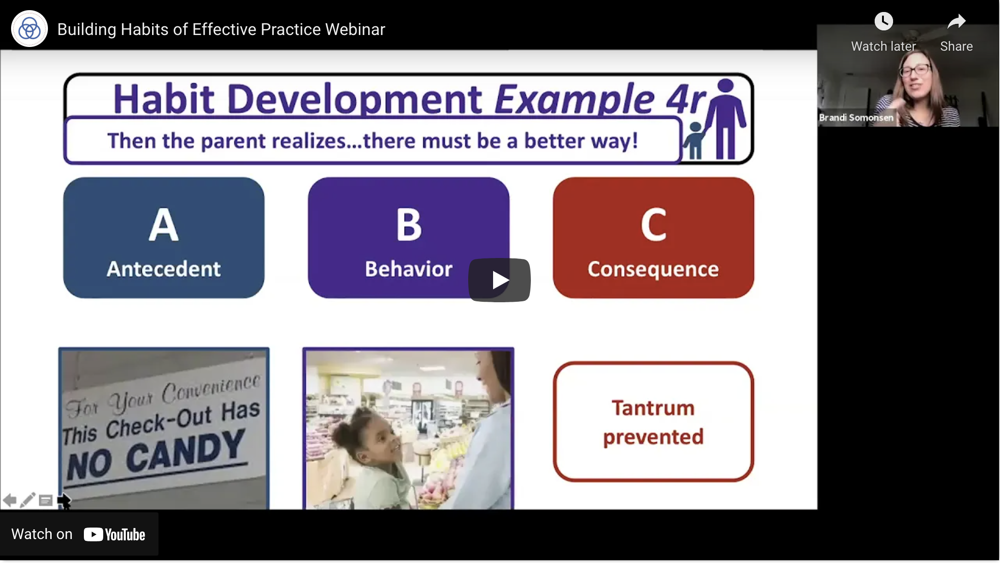 Building Habits of Effective Practice Webinar
Watch later
Share
Brandi Somonsen
Habit Development Example 4r
Then the parent realizes...there must be a better way!
A
Antecedent
B
Behavior
C
Consequence
For Your Convenience
This Check-Out Has
NO CANDY
Tantrum
prevented
Watch on YouTube